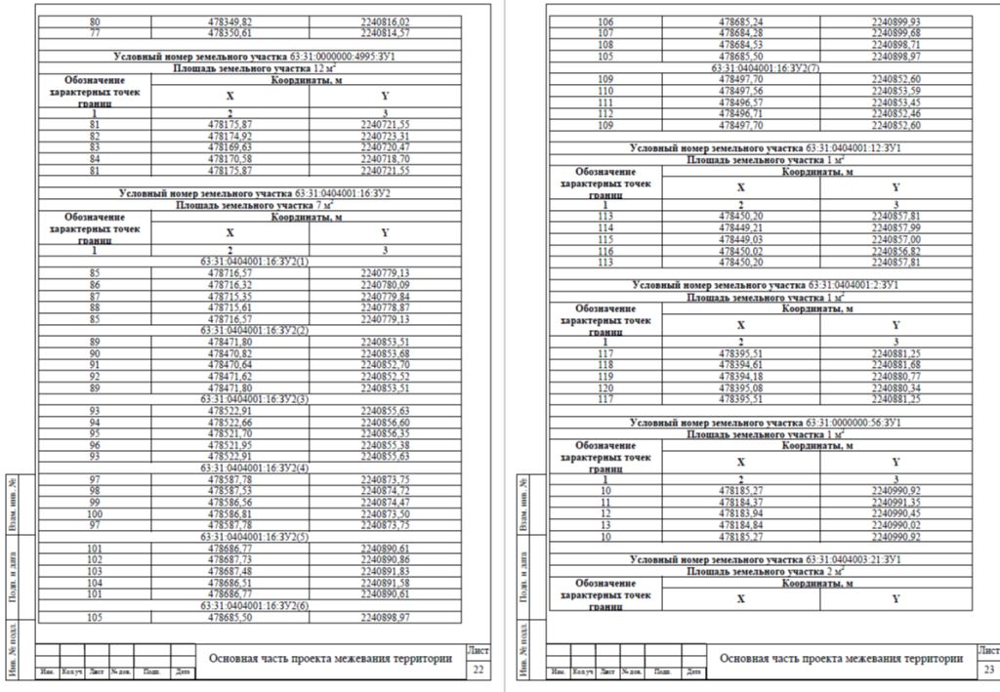 80 478349,82 2240816,02
77 478350,61 2240814,57
Условный номер земельного участка 63:31:0000000:4995:ЗУ1
Площадь земельного участка 12 м²
Обозначение характерных точек границ Координаты, м
X Y
1 2 3
81 478175,87 2240721,55
82 478174,92 2240723,31
83 478169,63 2240720,47
84 478170,58 2240718,70
81 478175,87 2240721,55
Условный номер земельного участка 63:31:0404001:16:ЗУ2
Площадь земельного участка 7 м²
Обозначение характерных точек границ Координаты, м
X Y
1 2 3
63:31:0404001:16:ЗУ2(1)
85 478716,57 2240779,13
86 478716,32 2240780,09
87 478715,35 2240779,84
88 478715,61 2240778,87
85 478716,57 2240779,13
63:31:0404001:16:ЗУ2(2)
89 478471,80 2240853,51
90 478470,82 2240853,68
91 478470,64 2240852,70
92 478471,62 2240852,52
89 478471,80 2240853,51
63:31:0404001:16:ЗУ2(3)
93 478522,91 2240855,63
94 478522,66 2240856,60
95 478521,70 2240856,35
96 478521,95 2240855,38
93 478522,91 2240855,63
63:31:0404001:16:ЗУ2(4)
97 478587,78 2240873,75
98 478587,53 2240874,72
99 478586,56 2240874,47
100 478586,81 2240873,50
97 478587,78 2240873,75
63:31:0404001:16:ЗУ2(5)
101 478686,77 2240890,61
102 478687,73 2240890,86
103 478687,48 2240891,83
104 478686,51 2240891,58
101 478686,77 2240890,61
63:31:0404001:16:ЗУ2(6)
105 478685,50 2240898,97
Взам. инв. №
Подп. и дата
Инв. № подл.
Изм. Кол.уч Лист № док. Подп. Дата
Основная часть проекта межевания территории
Лист
22
106 478685,24 2240899,93
107 478684,28 2240899,68
108 478684,53 2240898,71
105 478685,50 2240898,97
63:31:0404001:16:ЗУ2(7)
109 478497,70 2240852,60
110 478497,56 2240853,59
111 478496,57 2240853,45
112 478496,71 2240852,46
109 478497,70 2240852,60
Условный номер земельного участка 63:31:0404001:12:ЗУ1
Площадь земельного участка 1 м²
Обозначение характерных точек границ Координаты, м
X Y
1 2 3
113 478450,20 2240857,81
114 478449,21 2240857,99
115 478449,03 2240857,00
116 478450,02 2240856,82
113 478450,20 2240857,81
Условный номер земельного участка 63:31:0404001:2:ЗУ1
Площадь земельного участка 1 м²
Обозначение характерных точек границ Координаты, м
X Y
1 2 3
117 478395,51 2240881,25
118 478394,61 2240881,68
119 478394,18 2240880,77
120 478395,08 2240880,34
117 478395,51 2240881,25
Условный номер земельного участка 63:31:0000000:56:ЗУ1
Площадь земельного участка 1 м²
Обозначение характерных точек границ Координаты, м
X Y
1 2 3
10 478185,27 2240990,92
11 478184,37 2240991,35
12 478183,94 2240990,45
13 478184,84 2240990,02
10 478185,27 2240990,92
Условный номер земельного участка 63:31:0404003:21:ЗУ1
Площадь земельного участка 2 м²
Обозначение характерных точек границ Координаты, м
X Y
Взам. инв. №
Подп. и дата
Инв. № подл.
Изм. Кол.уч Лист № док. Подп. Дата
Основная часть проекта межевания территории
Лист
23